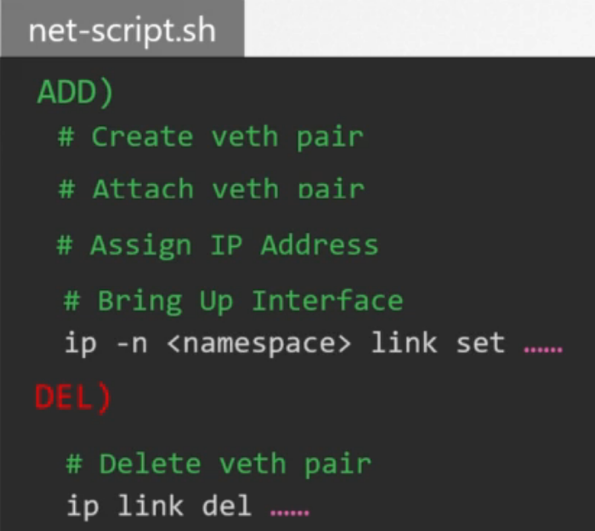 net-script.sh
ADD)
# Create veth pair
# Attach veth pair
# Assign IP Address
# Bring Up Interface
ip -n <namespace> link set ……
DEL)
# Delete veth pair
ip link del ……